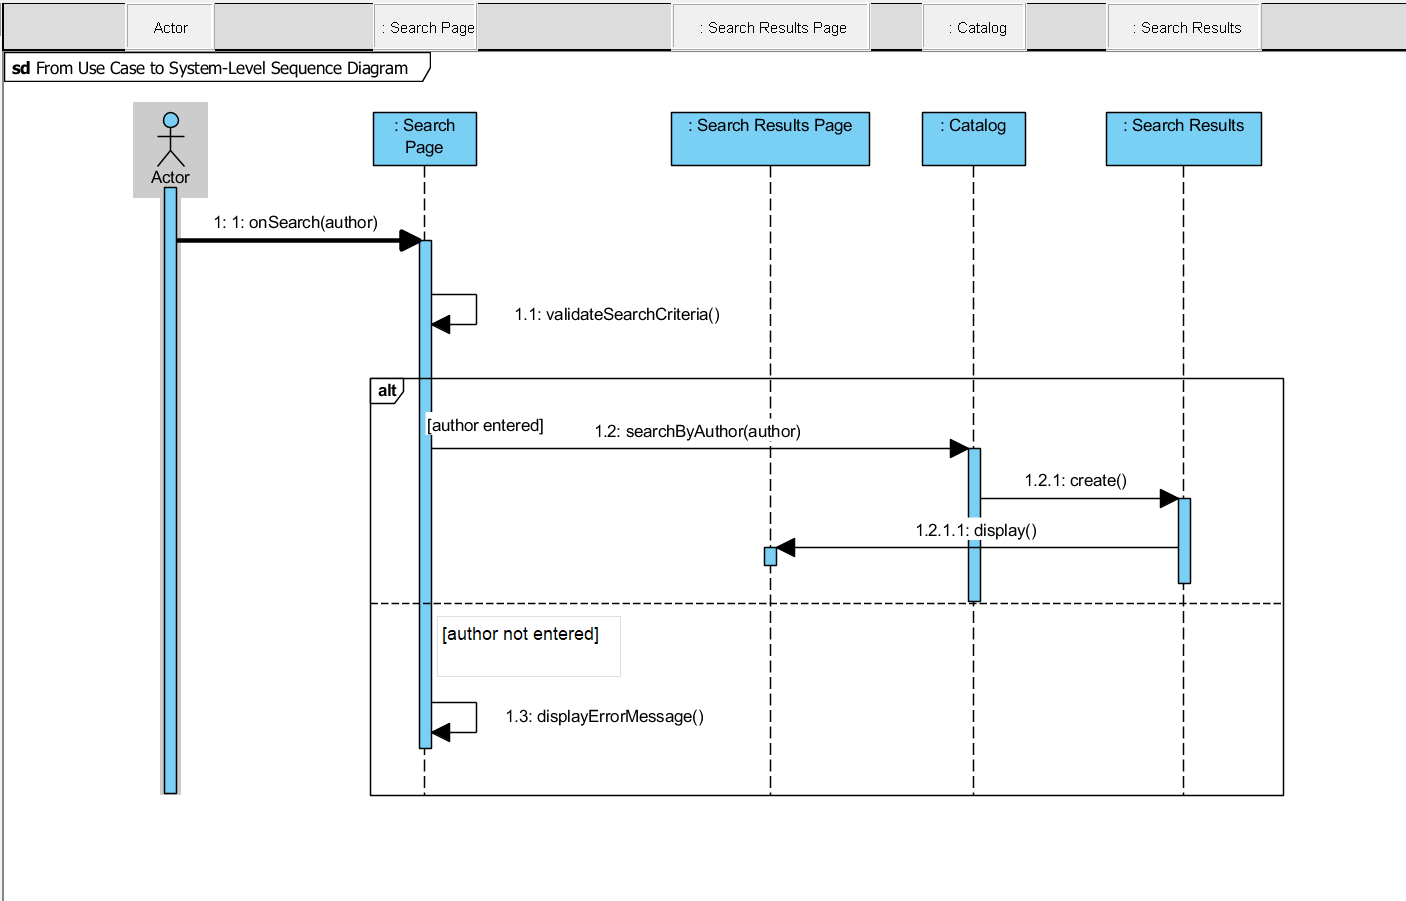 Actor
: Search Page
: Search Results Page
: Catalog
: Search Results
sd From Use Case to System-Level Sequence Diagram
Actor
: Search
Page
: Search Results Page
: Catalog
: Search Results
1: 1: onSearch(author)
1.1: validateSearchCriteria()
alt
[author entered]
1.2: searchByAuthor(author)
1.2.1: create()
1.2.1.1: display()
[author not entered]
1.3: displayErrorMessage()